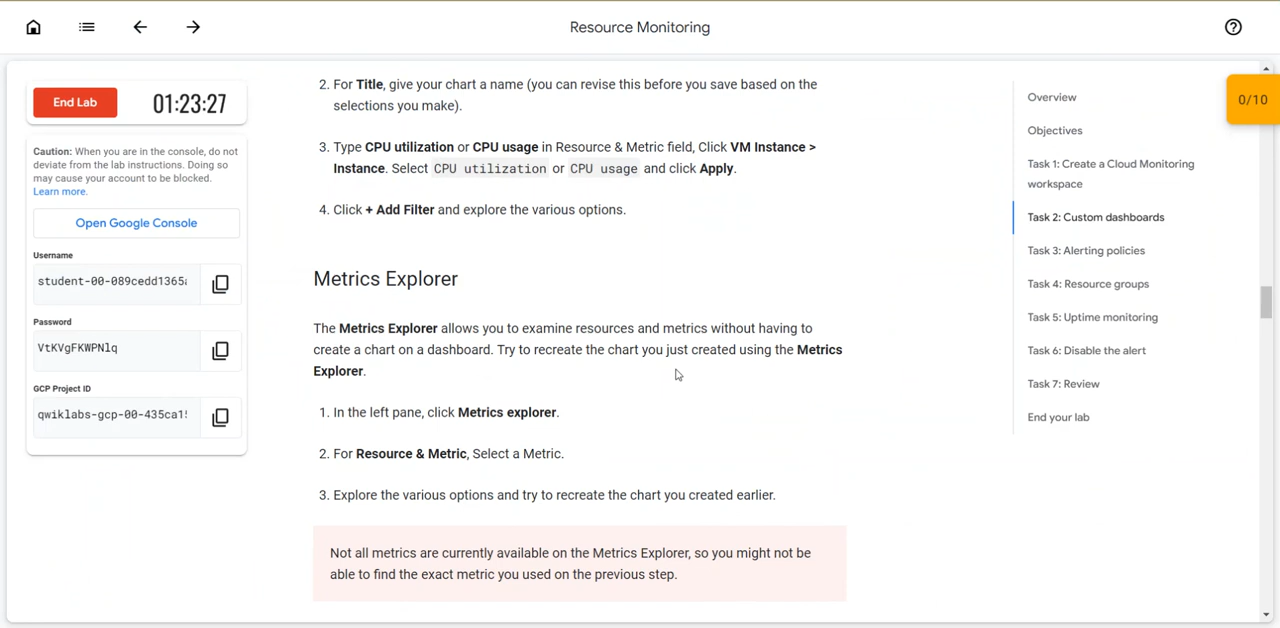 Resource Monitoring
End Lab
01:23:27
0/10
Caution: When you are in the console, do not
deviate from the lab instructions. Doing so
may cause your account to be blocked.
Learn more.
Open Google Console
Username
student-00-089cedd1365
Password
VtKVgFKWPNlq
GCP Project ID
qwiklabs-gcp-00-435ca1
2. For Title, give your chart a name (you can revise this before you save based on the
selections you make).
3. Type CPU utilization or CPU usage in Resource & Metric field, Click VM Instance >
Instance. Select CPU utilization or CPU usage and click Apply.
4. Click + Add Filter and explore the various options.
Metrics Explorer
The Metrics Explorer allows you to examine resources and metrics without having to
create a chart on a dashboard. Try to recreate the chart you just created using the Metrics
Explorer.
1. In the left pane, click Metrics explorer.
2. For Resource & Metric, Select a Metric.
3. Explore the various options and try to recreate the chart you created earlier.
Not all metrics are currently available on the Metrics Explorer, so you might not be
able to find the exact metric you used on the previous step.
Overview
Objectives
Task 1: Create a Cloud Monitoring
workspace
Task 2: Custom dashboards
Task 3: Alerting policies
Task 4: Resource groups
Task 5: Uptime monitoring
Task 6: Disable the alert
Task 7: Review
End your lab